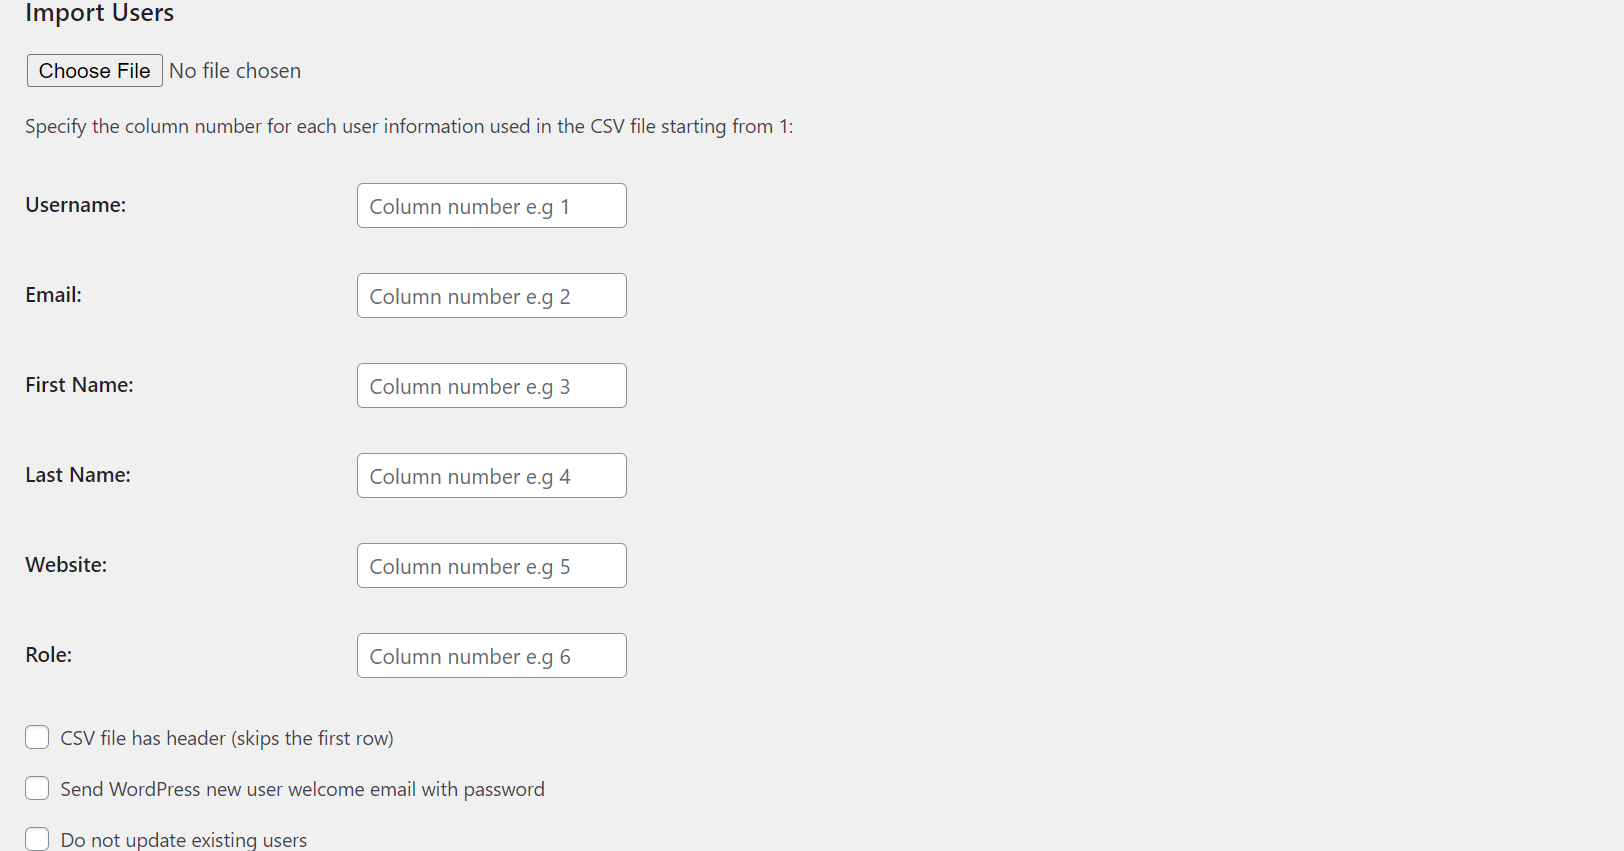 Import Users
Choose File No file chosen
Specify the column number for each user information used in the CSV file starting from 1:
Username: Column number e.g 1
Email: Column number e.g 2
First Name: Column number e.g 3
Last Name: Column number e.g 4
Website: Column number e.g 5
Role: Column number e.g 6
CSV file has header (skips the first row)
Send WordPress new user welcome email with password
Do not update existing users